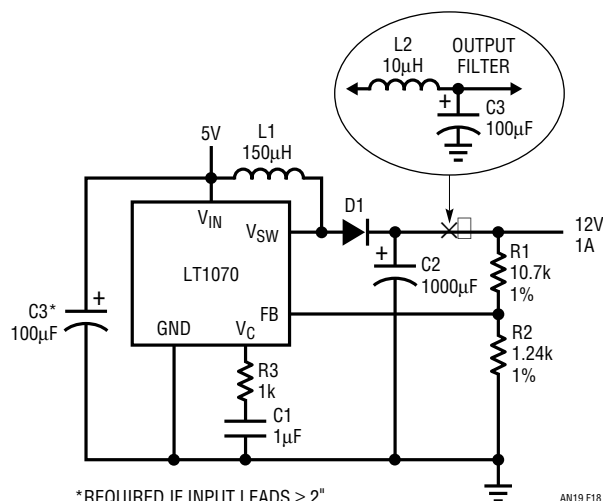 L2
10μH
OUTPUT
FILTER
C3
100μF
+
5V
L1
150μH
VIN
VSW
D1
12V
1A
LT1070
+
C2
1000μF
R1
10.7k
1%
C3*
100μF
+
GND
VC
FB
R2
1.24k
1%
R3
1k
C1
1μF
*REQUIRED IF INPUT LEADS ≥ 2"
AN19 F18